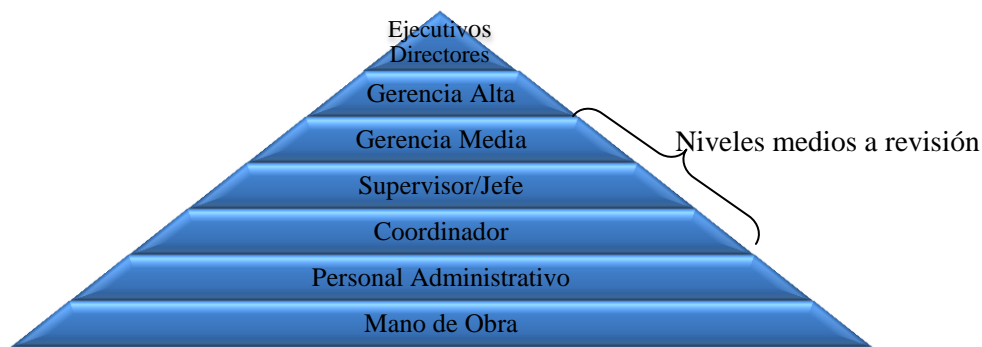 Ejecutivos
Directores
Gerencia Alta
Gerencia Media
Niveles medios a revisión
Supervisor/Jefe
Coordinador
Personal Administrativo
Mano de Obra